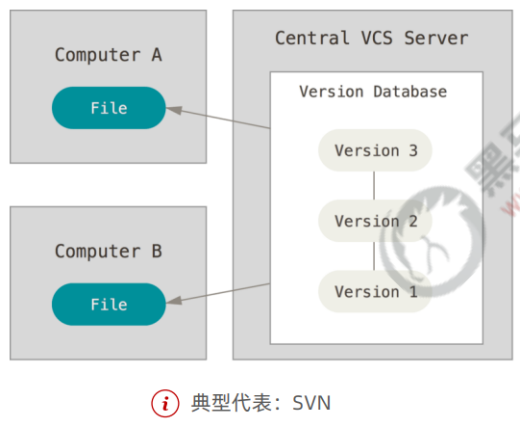 Computer A
File
Computer B
File
Central VCS Server
Version Database
Version 3
Version 2
Version 1
典型代表：SVN